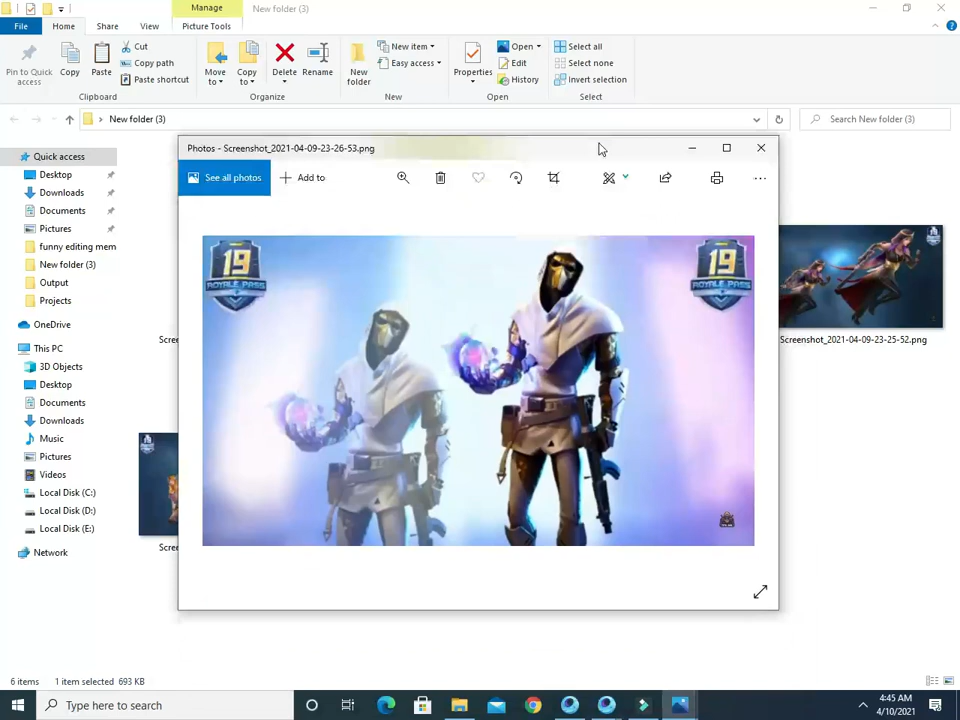 Manage
New folder (3)
File
Home
Share
View
Picture Tools
Pin to Quick access
Copy
Paste
Cut
Copy path
Paste shortcut
Clipboard
Move to
Copy to
Delete
Rename
Organize
New folder
New item
Easy access
New
Properties
Open
Edit
History
Open
Select all
Select none
Invert selection
Select
New folder (3)
Search New folder (3)
Quick access
Desktop
Downloads
Documents
Pictures
funny editing mem
New folder (3)
Output
Projects
OneDrive
This PC
3D Objects
Desktop
Documents
Downloads
Music
Pictures
Videos
Local Disk (C:)
Local Disk (D:)
Local Disk (E:)
Network
Scree
Scree
Photos - Screenshot_2021-04-09-23-26-53.png
See all photos
Add to
19
ROYALE PASS
19
ROYALE PASS
Screenshot_2021-04-09-23-25-52.png
6 items
1 item selected 693 KB
Type here to search
4:45 AM
4/10/2021